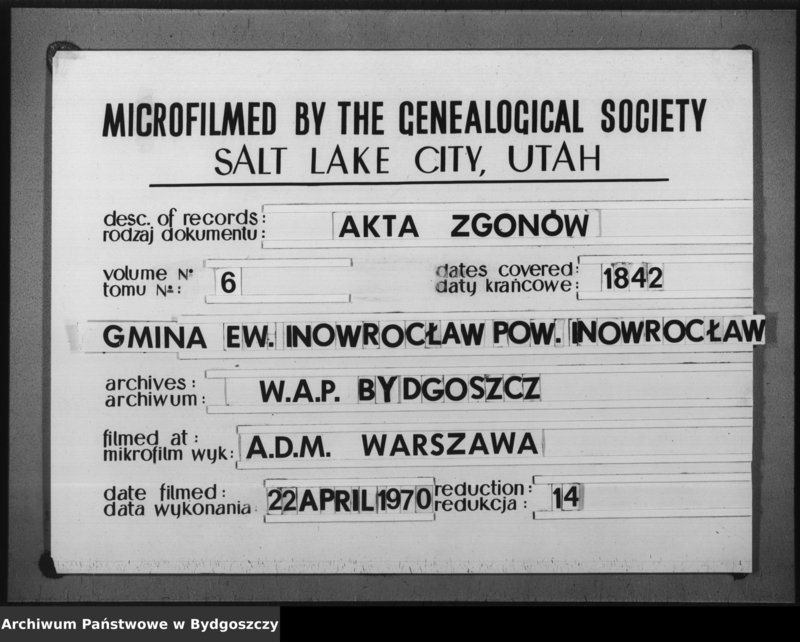 MICROFILMED BY THE GENEALOGICAL SOCIETY
SALT LAKE CITY, UTAH
desc. of records:
rodzaj dokumentu:
AKTA ZGONÓW
volume Nº
tomu Nº:
6
dates covered:
daty krańcowe:
1842
GMINA EW. INOWROCŁAW POW. INOWROCŁAW
archives:
archiwum:
W.A.P. BYDGOSZCZ
filmed at:
mikrofilm wyk:
A.D.M. WARSZAWA
date filmed:
data wykonania:
22 APRIL 1970
reduction:
redukcja:
14
Archiwum Państwowe w Bydgoszczy